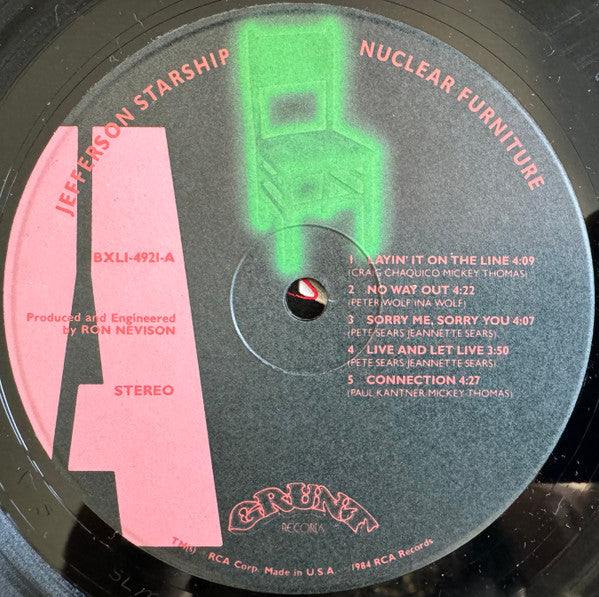 JEFFERSON STARSHIP
NUCLEAR FURNITURE
A
BXL1-4921-A
Produced and Engineered
by RON NEVISON
STEREO
1 LAYIN' IT ON THE LINE 4:09
(CRAIG CHAQUICO MICKEY THOMAS)
2 NO WAY OUT 4:22
(PETER WOLF INA WOLF)
3 SORRY ME, SORRY YOU 4:07
(PETE SEARS JEANNETTE SEARS)
4 LIVE AND LET LIVE 3:50
(PETE SEARS JEANNETTE SEARS)
5 CONNECTION 4:27
(PAUL KANTNER MICKEY THOMAS)
GRUNT
RECORDS
TM(s) RCA Corp. Made in U.S.A. 1984 RCA Records